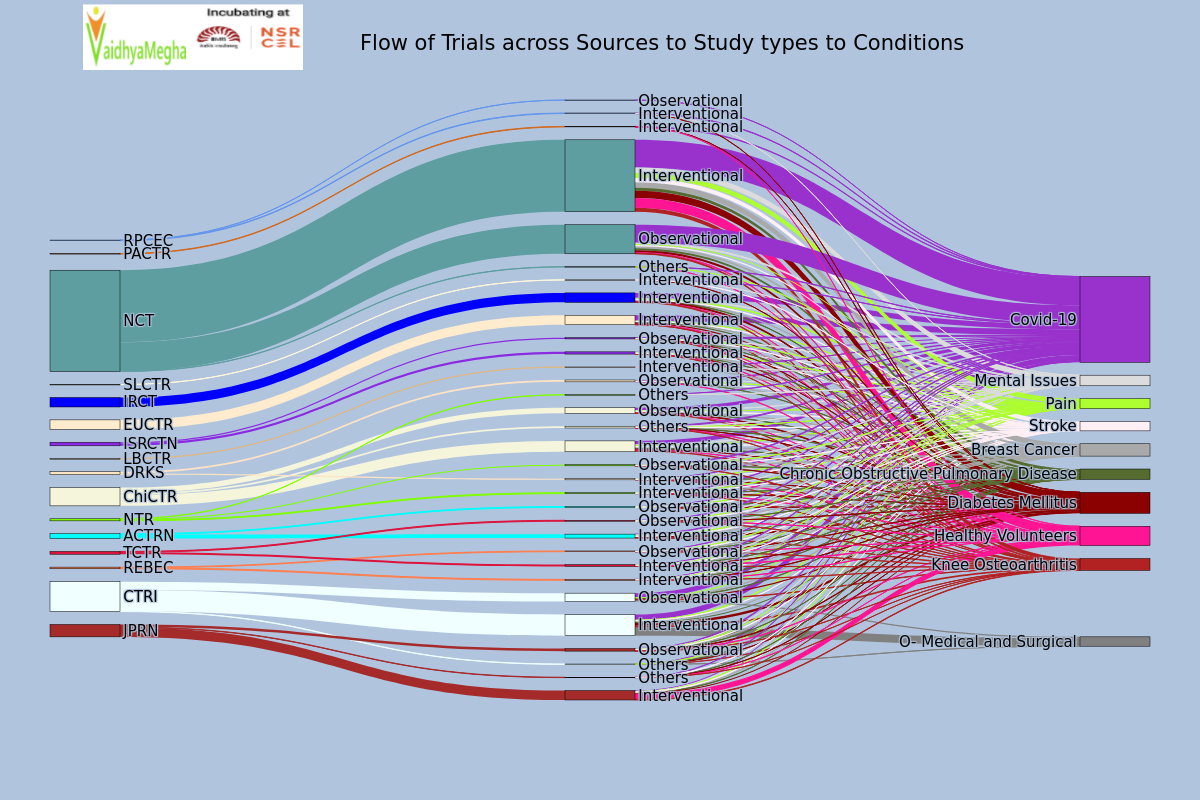 Incubating at
VaidhyaMegha
NSR
CEL
Flow of Trials across Sources to Study types to Conditions
RPCEC
PACTR
NCT
SLCTR
IRCT
EUCTR
ISRCTN
LBCTR
DRKS
ChiCTR
NTR
ACTRN
TCTR
REBEC
CTRI
JPRN
Observational
Interventional
Interventional
Interventional
Observational
Others
Interventional
Interventional
Interventional
Observational
Interventional
Interventional
Observational
Others
Observational
Others
Interventional
Observational
Interventional
Interventional
Observational
Observational
Interventional
Observational
Interventional
Interventional
Observational
Interventional
Observational
Others
Others
Interventional
Covid-19
Mental Issues
Pain
Stroke
Breast Cancer
Chronic Obstructive Pulmonary Disease
Diabetes Mellitus
Healthy Volunteers
Knee Osteoarthritis
O- Medical and Surgical